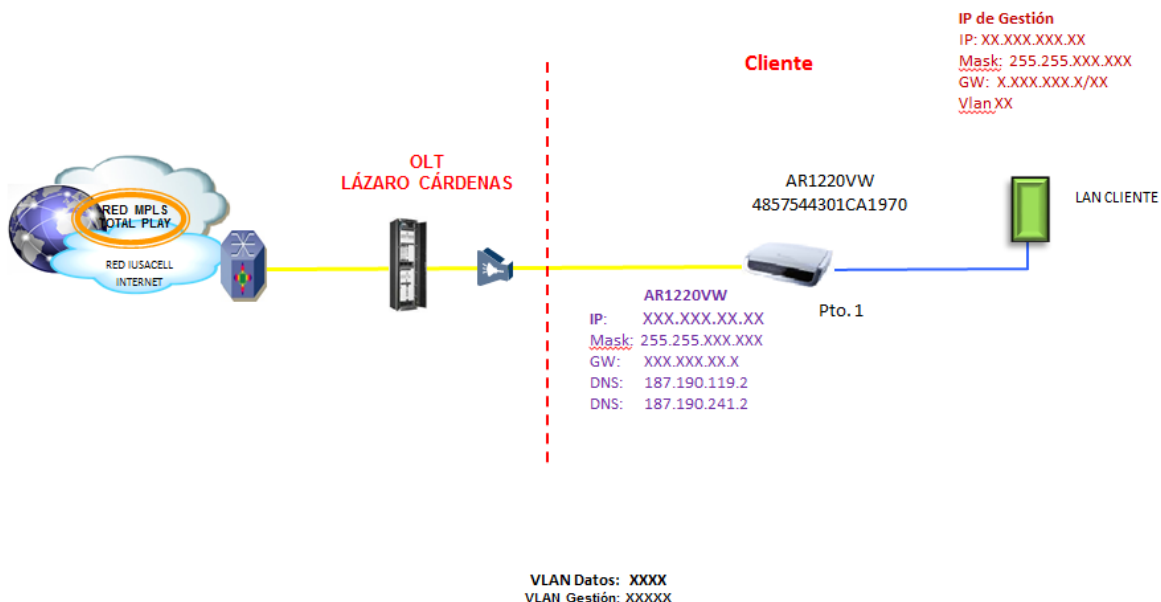 IP de Gestión
IP: XX.XXX.XXX.XX
Mask: 255.255.XXX.XXX
GW: X.XXX.XXX.X/XX
Vlan XX
Cliente
OLT
LÁZARO CÁRDENAS
AR1220VW
4857544301CA1970
LAN CLIENTE
RED MPLS
TOTAL PLAY
RED IUSACELL
INTERNET
Pto. 1
AR1220VW
IP: XXX.XXX.XX.XX
Mask: 255.255.XXX.XXX
GW: XXX.XXX.XX.X
DNS: 187.190.119.2
DNS: 187.190.241.2
VLAN Datos: XXXX
VLAN Gestión: XXXXX